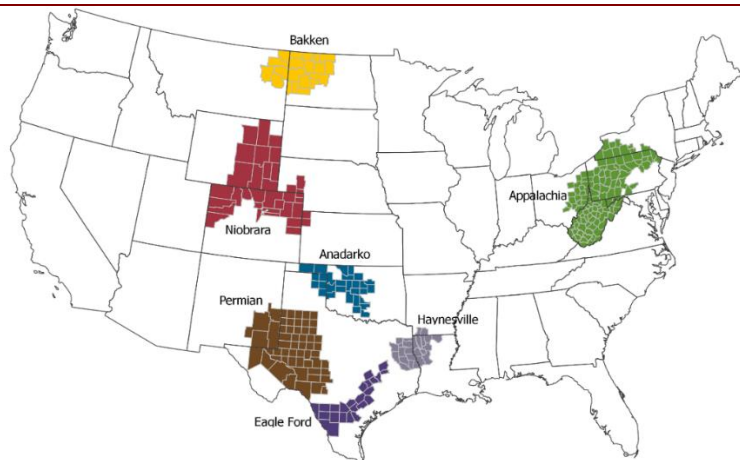 Bakken
Appalachia
Niobrara
Anadarko
Permian
Haynesville
Eagle Ford